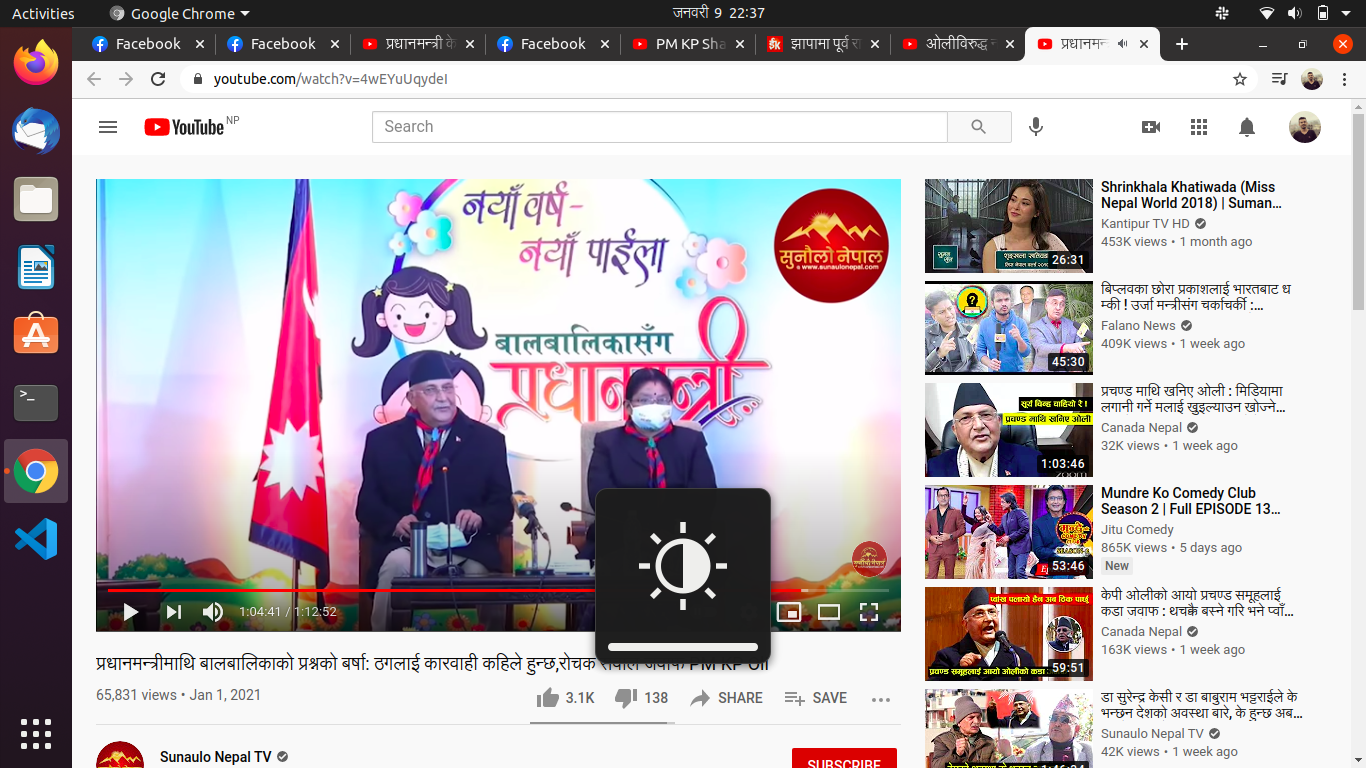 Activities
Google Chrome
जनवरी 9 22:37
Facebook
Facebook
प्रधानमन्त्री के
Facebook
PM KP Sha
झापामा पूर्व रा
ओलीविरुद्ध न
प्रधानमन्त
youtube.com/watch?v=4wEYuUqydeI
YouTube NP
Search
नयाँ वर्ष-
नयाँ पाईला
बालबालिकासँग
प्रधानमन्त्री
सुनौलो नेपाल
www.sunaulonepal.com
1:04:41 / 1:12:52
प्रधानमन्त्रीमाथि बालबालिकाको प्रश्नको बर्षा: ठगलाई कारवाही कहिले हुन्छ,रोचक सवाल जवाफ/ PM KP Oli
65,831 views • Jan 1, 2021
3.1K
138
SHARE
SAVE
Sunaulo Nepal TV
SUBSCRIBE
26:31
Shrinkhala Khatiwada (Miss
Nepal World 2018) | Suman...
Kantipur TV HD
453K views • 1 month ago
45:30
बिप्लवका छोरा प्रकाशलाई भारतबाट ध
म्की ! उर्जा मन्त्रीसंग चर्काचर्की :...
Falano News
409K views • 1 week ago
सूर्य चिन्ह चाहियो रे !
प्रचण्ड माथि खनिए ओली
1:03:46
प्रचण्ड माथि खनिए ओली : मिडियामा
लगानी गर्ने मलाई खुइल्याउन खोज्ने...
Canada Nepal
32K views • 1 week ago
53:46
Mundre Ko Comedy Club
Season 2 | Full EPISODE 13...
Jitu Comedy
865K views • 5 days ago
New
59:51
केपी ओलीको आयो प्रचण्ड समूहलाई
कडा जवाफ : थचक्कै बस्ने गरि भने प्वाँ...
Canada Nepal
163K views • 1 week ago
1:46:34
डा सुरेन्द्र केसी र डा बाबुराम भट्टराईले के
भन्छन देशको अवस्था बारे, के हुन्छ अब...
Sunaulo Nepal TV
42K views • 1 week ago